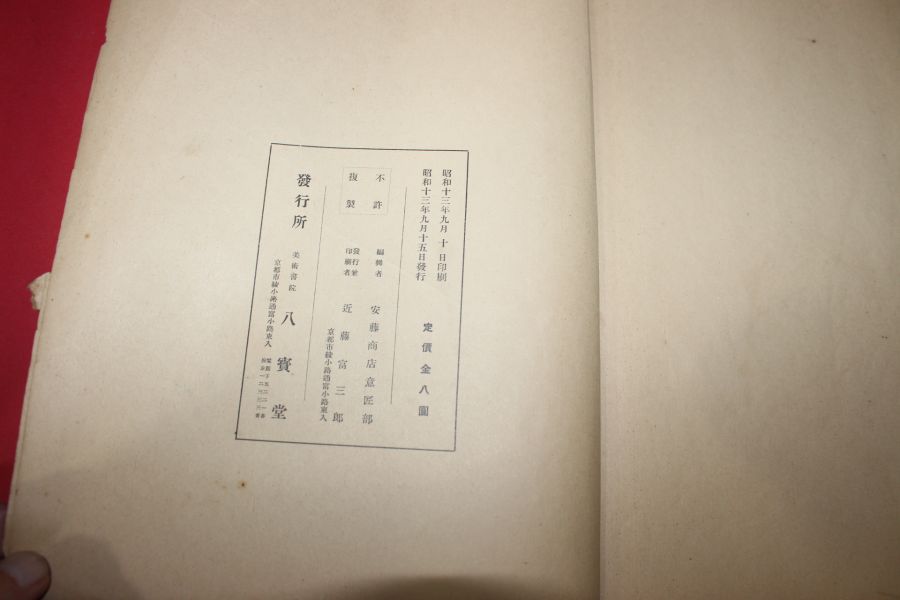 昭和十三年九月 十 日印刷
昭和十三年九月十五日發行
定價金八圓
不許
複製
編輯者 安藤商店意匠部
發行兼
印刷者
近藤富三郎
京都市綾小路通富小路東入
發行所
美術書院 八寳堂
京都市綾小路通富小路東入